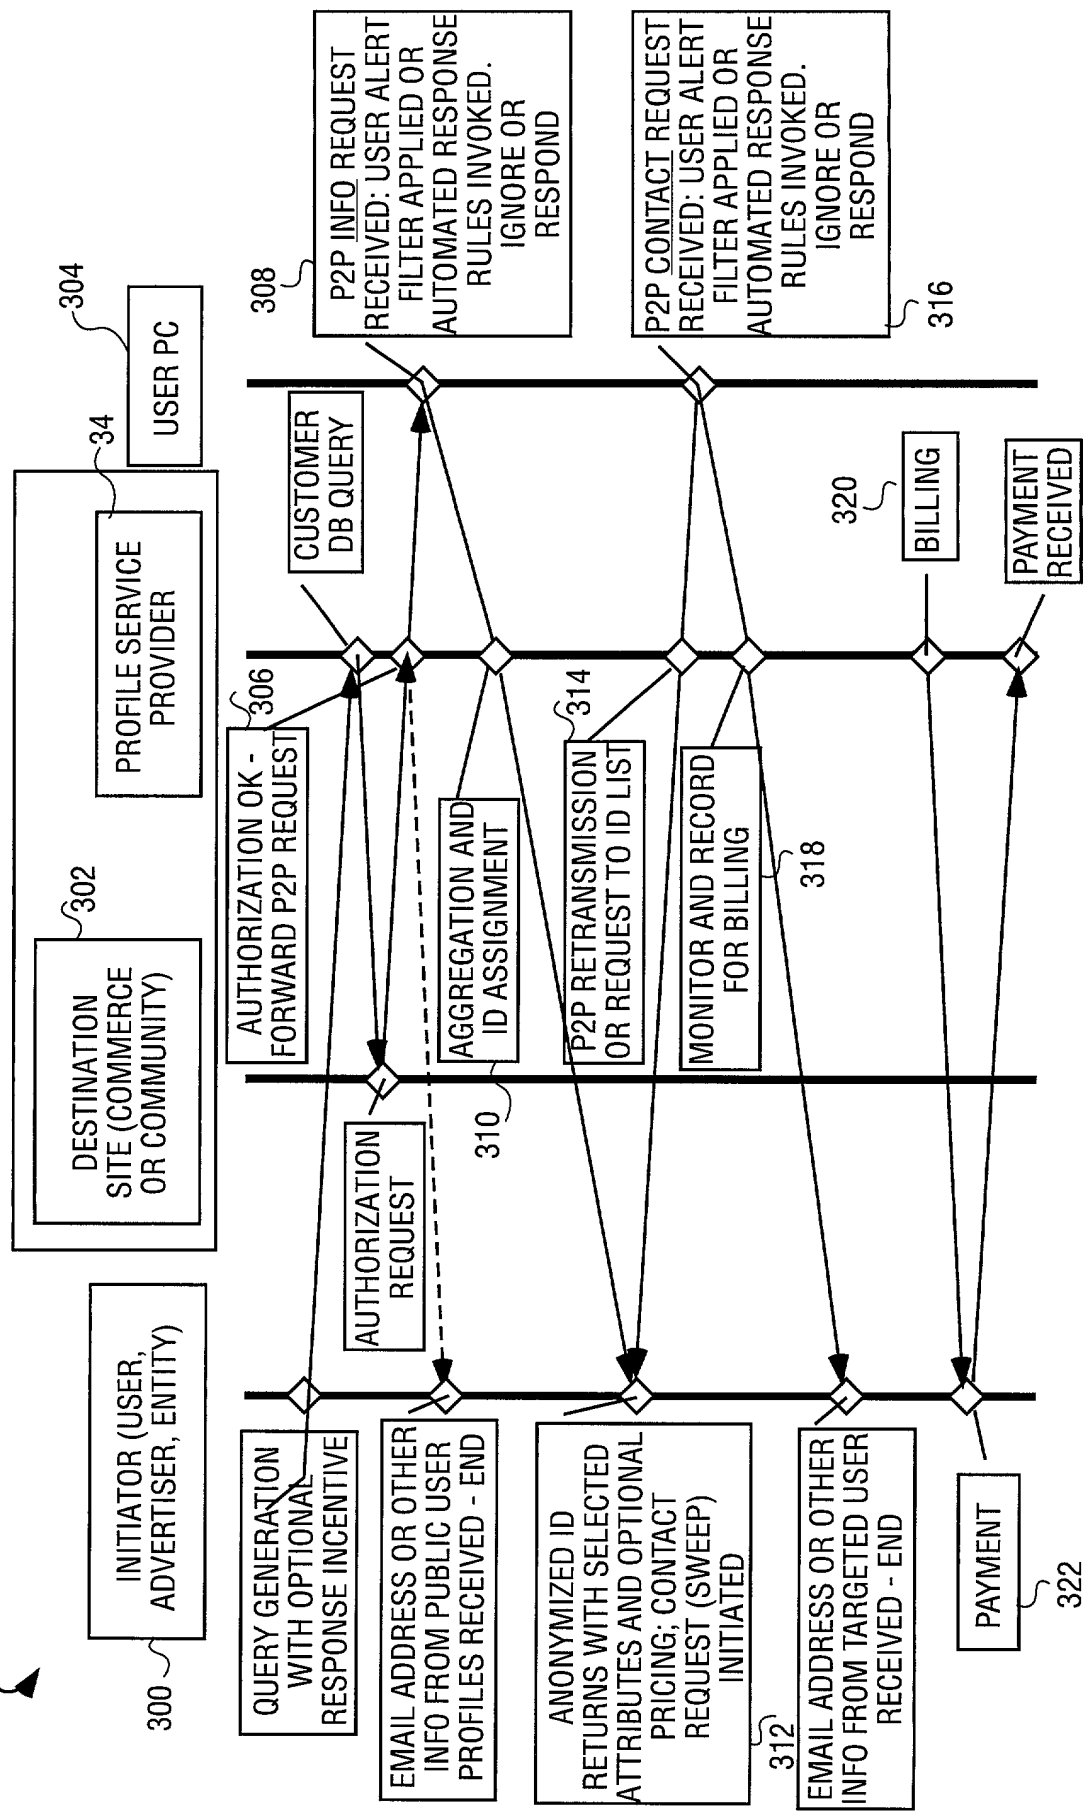 INITIATOR (USER,
ADVERTISER, ENTITY)
300
DESTINATION
SITE (COMMERCE
OR COMMUNITY)
302
PROFILE SERVICE
PROVIDER
34
USER PC
304
QUERY GENERATION
WITH OPTIONAL
RESPONSE INCENTIVE
AUTHORIZATION OK -
FORWARD P2P REQUEST
306
CUSTOMER
DB QUERY
P2P INFO REQUEST
RECEIVED: USER ALERT
FILTER APPLIED OR
AUTOMATED RESPONSE
RULES INVOKED.
IGNORE OR
RESPOND
308
AUTHORIZATION
REQUEST
EMAIL ADDRESS OR OTHER
INFO FROM PUBLIC USER
PROFILES RECEIVED - END
AGGREGATION AND
ID ASSIGNMENT
310
ANONYMIZED ID
RETURNS WITH SELECTED
ATTRIBUTES AND OPTIONAL
PRICING; CONTACT
REQUEST (SWEEP)
INITIATED
312
P2P RETRANSMISSION
OR REQUEST TO ID LIST
314
P2P CONTACT REQUEST
RECEIVED: USER ALERT
FILTER APPLIED OR
AUTOMATED RESPONSE
RULES INVOKED.
IGNORE OR
RESPOND
316
MONITOR AND RECORD
FOR BILLING
318
EMAIL ADDRESS OR OTHER
INFO FROM TARGETED USER
RECEIVED - END
BILLING
320
PAYMENT
322
PAYMENT
RECEIVED